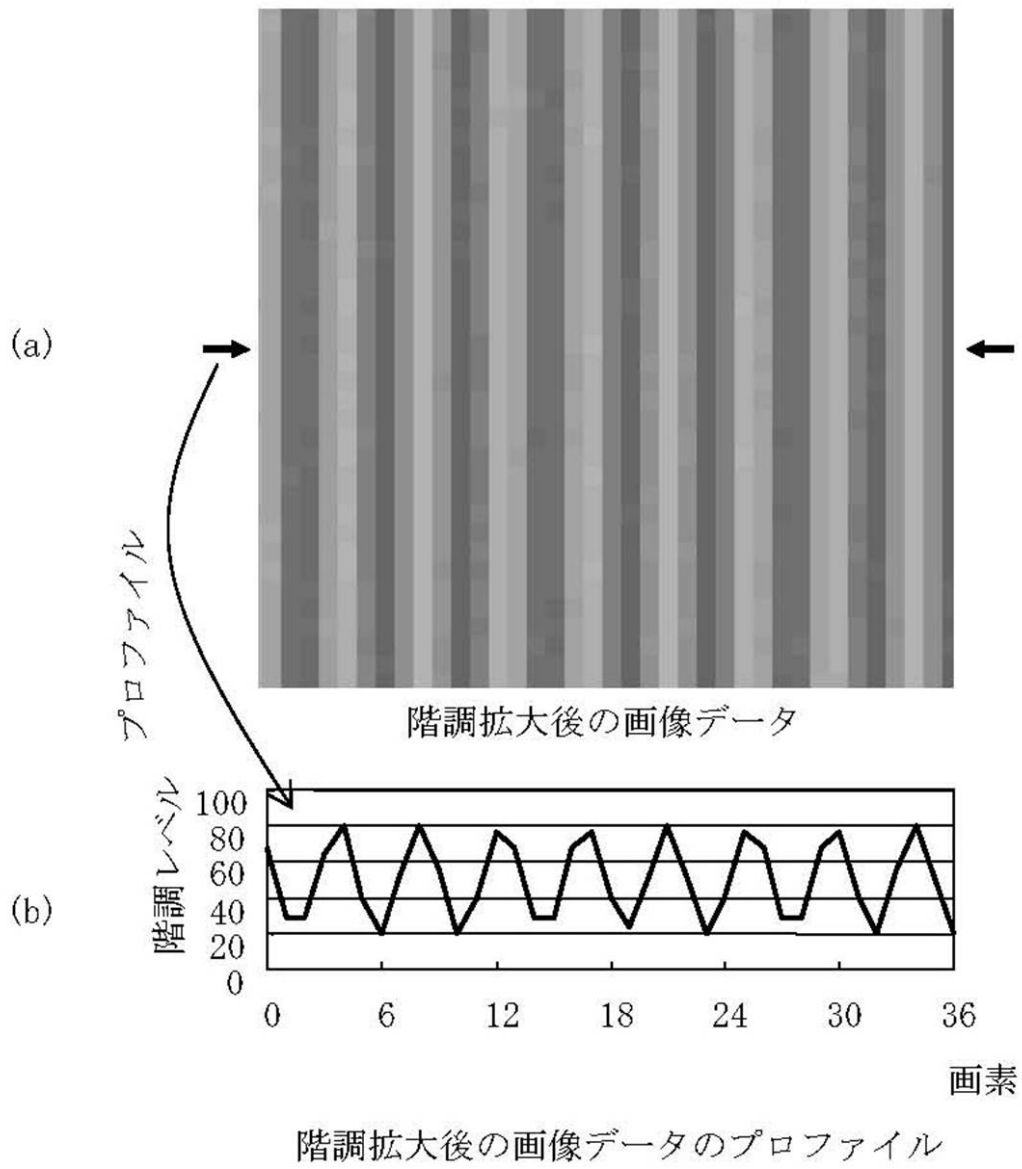 (a)
プロファイル
階調拡大後の画像データ
階調レベル
100
80
60
40
20
0
(b)
0 6 12 18 24 30 36
画素
階調拡大後の画像データのプロファイル